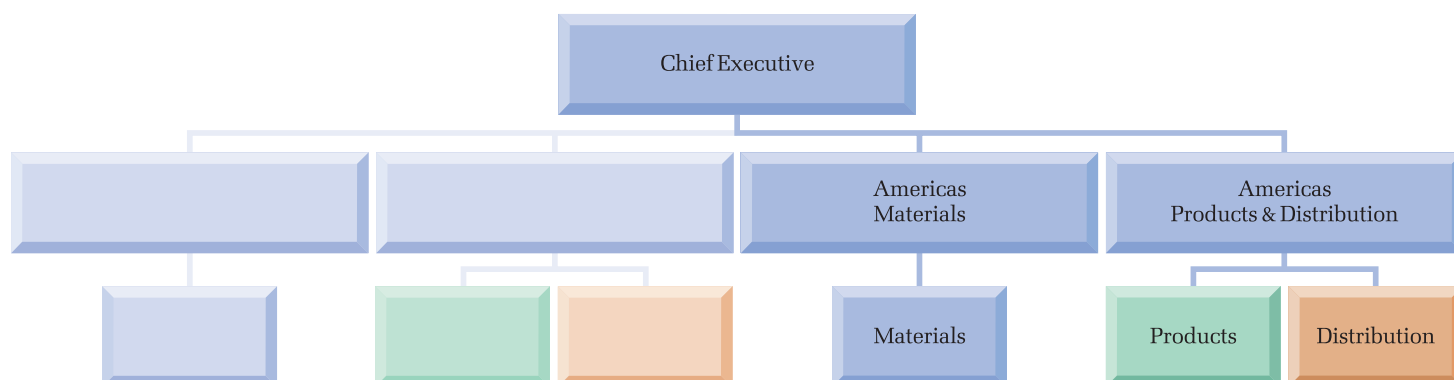 Chief Executive
Americas
Materials
Americas
Products & Distribution
Materials
Products
Distribution